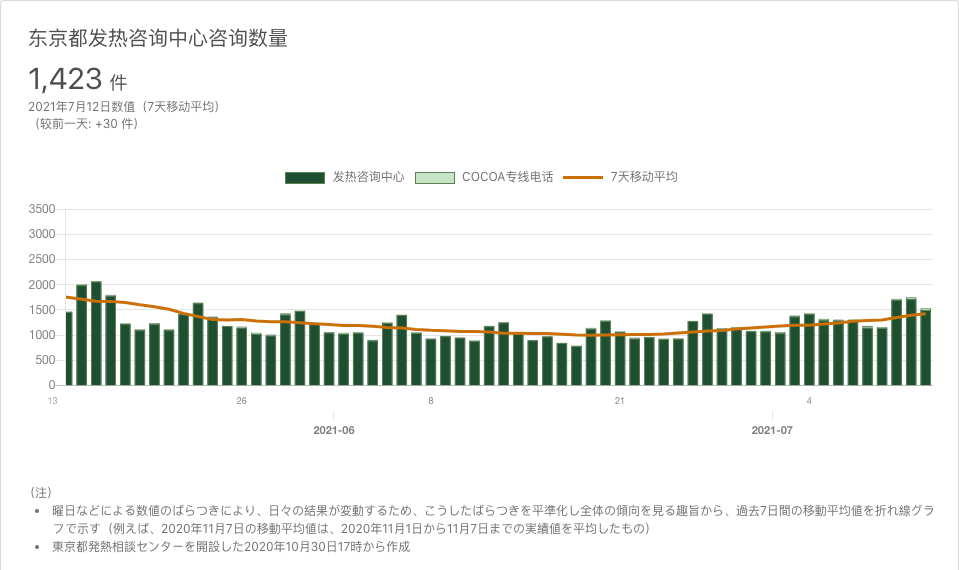 东京都发热咨询中心咨询数量
1,423 件
2021年7月12日数值（7天移动平均）
（较前一天: +30 件）
发热咨询中心 COCOA专线电话 7天移动平均
3500
3000
2500
2000
1500
1000
500
0
13 26 8 21 4
2021-06 2021-07
（注）
• 曜日などによる数値のばらつきにより、日々の結果が変動するため、こうしたばらつきを平準化し全体の傾向を見る趣旨から、過去7日間の移動平均値を折れ線グラ
フで示す（例えば、2020年11月7日の移動平均値は、2020年11月1日から11月7日までの実績値を平均したもの）
• 東京都発熱相談センターを開設した2020年10月30日17時から作成